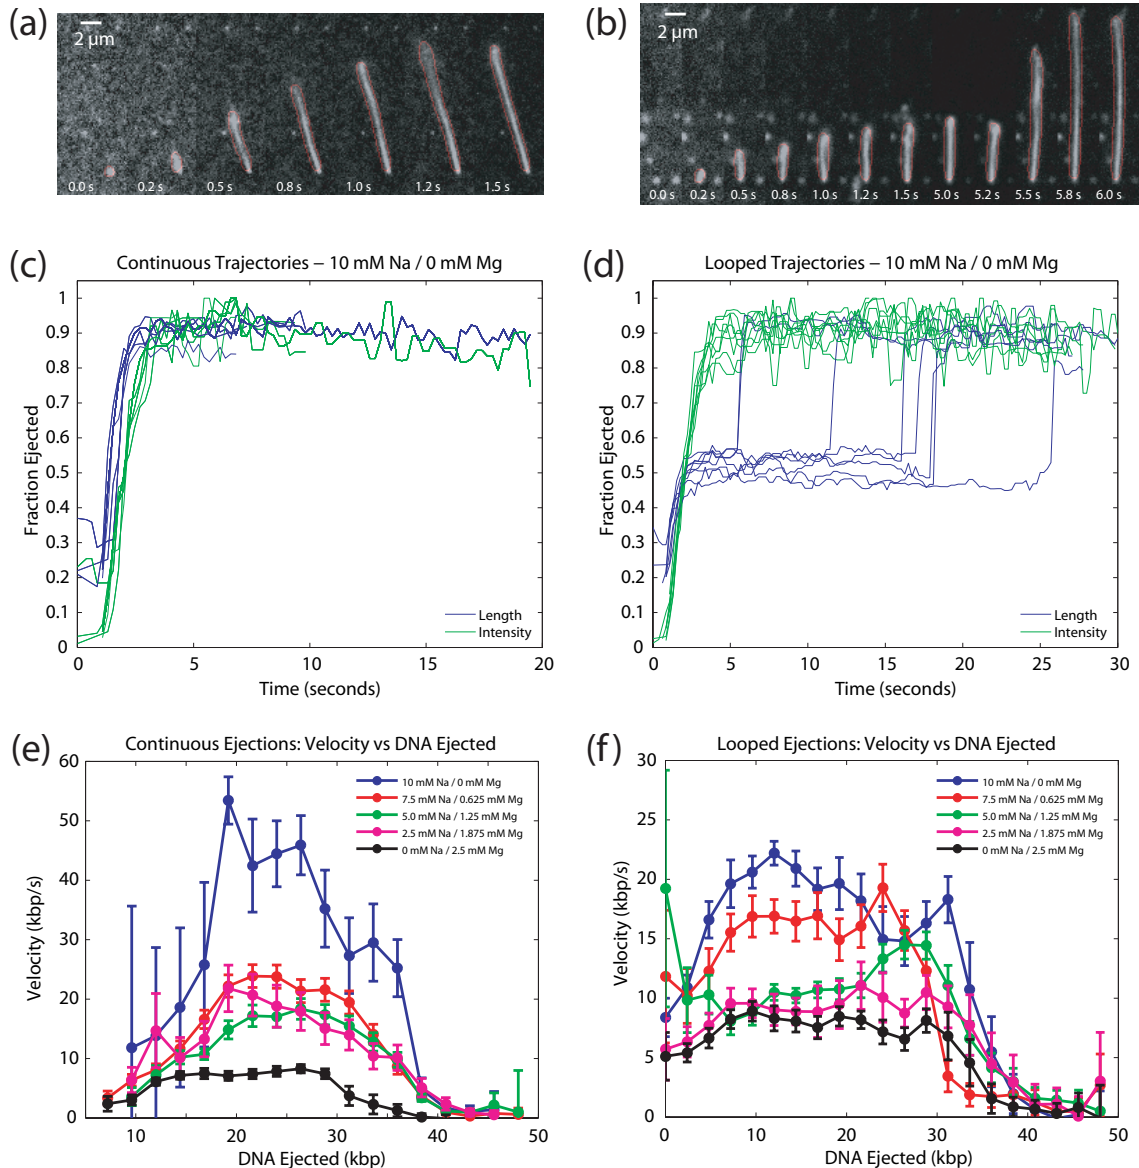 (a)
2 µm
0.0 s 0.2 s 0.5 s 0.8 s 1.0 s 1.2 s 1.5 s
(b)
2 µm
0.0 s 0.2 s 0.5 s 0.8 s 1.0 s 1.2 s 1.5 s 5.0 s 5.2 s 5.5 s 5.8 s 6.0 s
(c)
Continuous Trajectories – 10 mM Na / 0 mM Mg
Fraction Ejected
1
0.9
0.8
0.7
0.6
0.5
0.4
0.3
0.2
0.1
0
Length
Intensity
0 5 10 15 20
Time (seconds)
(d)
Looped Trajectories – 10 mM Na / 0 mM Mg
Fraction Ejected
1
0.9
0.8
0.7
0.6
0.5
0.4
0.3
0.2
0.1
0
Length
Intensity
0 5 10 15 20 25 30
Time (seconds)
(e)
Continuous Ejections: Velocity vs DNA Ejected
Velocity (kbp/s)
60
50
40
30
20
10
0
10 mM Na / 0 mM Mg
7.5 mM Na / 0.625 mM Mg
5.0 mM Na / 1.25 mM Mg
2.5 mM Na / 1.875 mM Mg
0 mM Na / 2.5 mM Mg
10 20 30 40 50
DNA Ejected (kbp)
(f)
Looped Ejections: Velocity vs DNA Ejected
Velocity (kbp/s)
30
25
20
15
10
5
0
10 mM Na / 0 mM Mg
7.5 mM Na / 0.625 mM Mg
5.0 mM Na / 1.25 mM Mg
2.5 mM Na / 1.875 mM Mg
0 mM Na / 2.5 mM Mg
0 10 20 30 40 50
DNA Ejected (kbp)